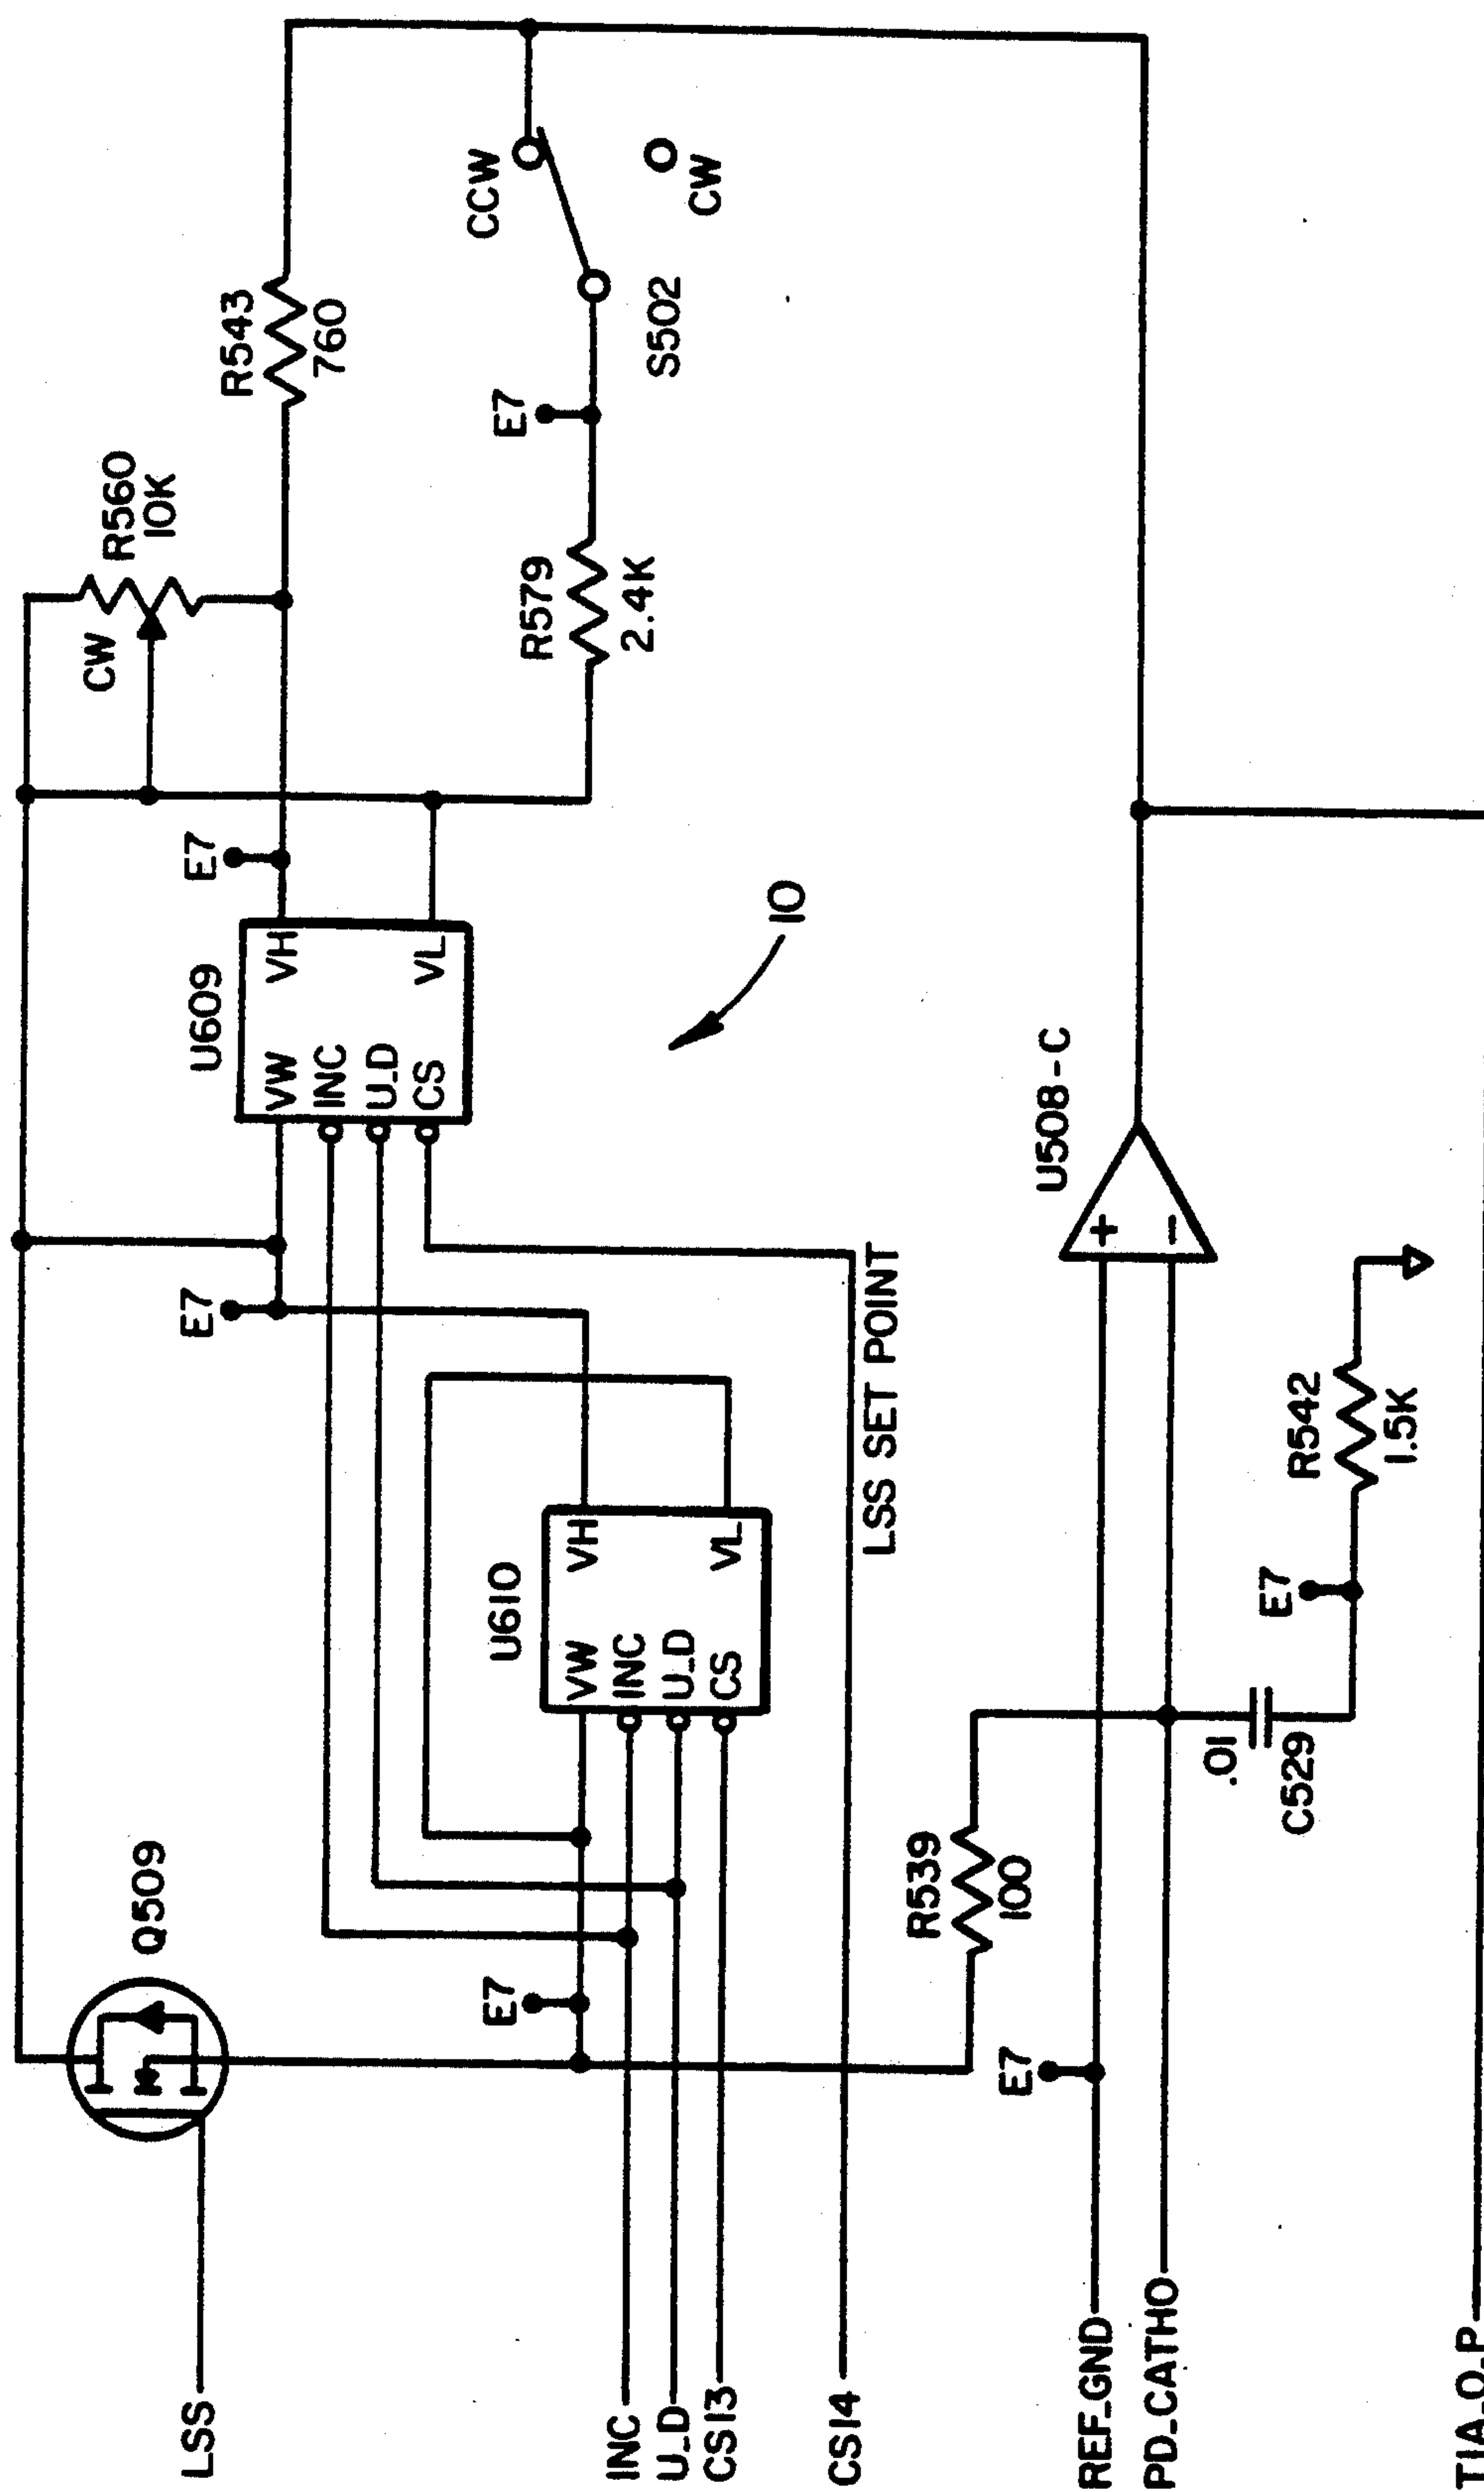 LSS
Q509
E7
U610
VW
INC
U_D
CS
VH
VL
E7
U609
VW
INC
U_D
CS
VH
VL
E7
CW
R560
10K
R543
760
R579
2.4K
E7
S502
CCW
CW
10
INC
U_D
CS13
CS14
LSS SET POINT
R539
100
E7
REF_GND
PD_CATHO
U508-C
+
−
.01
C529
E7
R542
1.5K
TIA_O_P